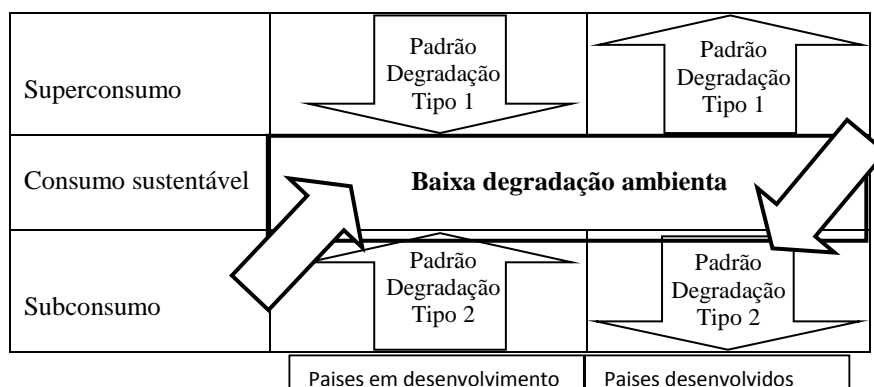 Superconsumo
Padrão
Degradação
Tipo 1
Padrão
Degradação
Tipo 1
Consumo sustentável
Baixa degradação ambienta
Subconsumo
Padrão
Degradação
Tipo 2
Padrão
Degradação
Tipo 2
Paises em desenvolvimento
Paises desenvolvidos